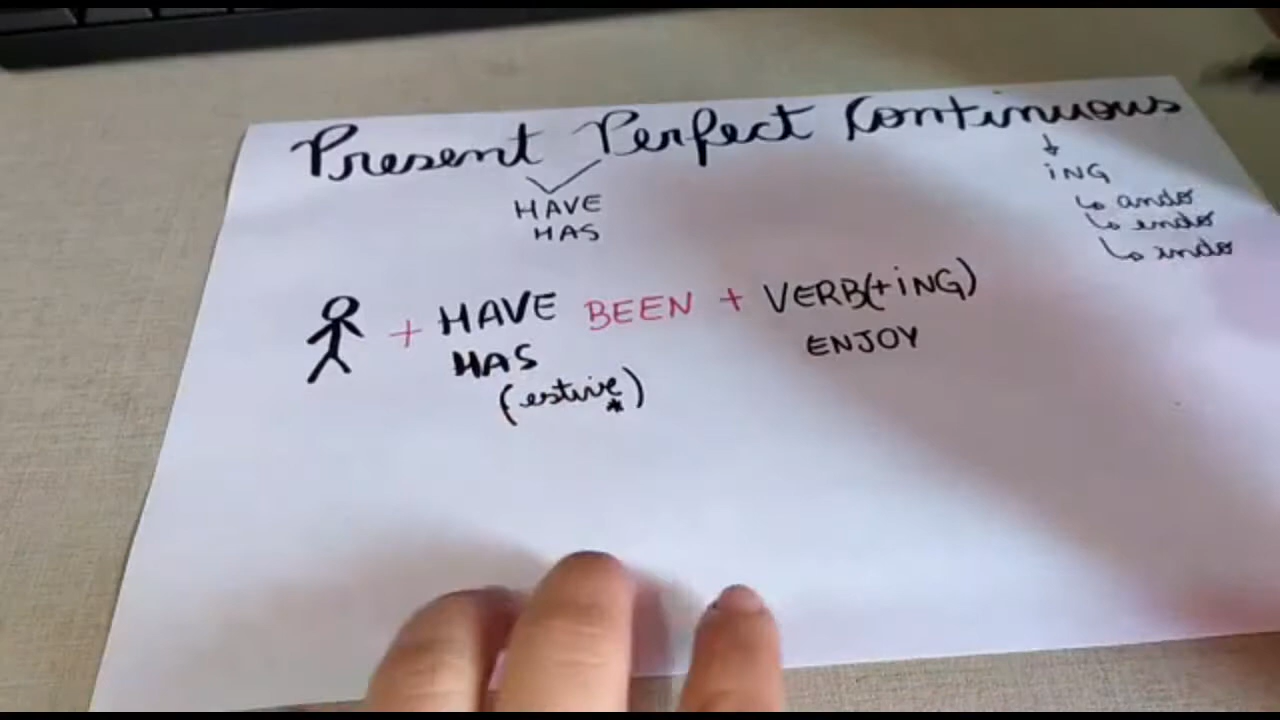 Present Perfect Continuous
HAVE
HAS
iNG
↳ ando
↳ endo
↳ indo
+ HAVE BEEN + VERB(+iNG)
HAS
ENJOY
(estive*)